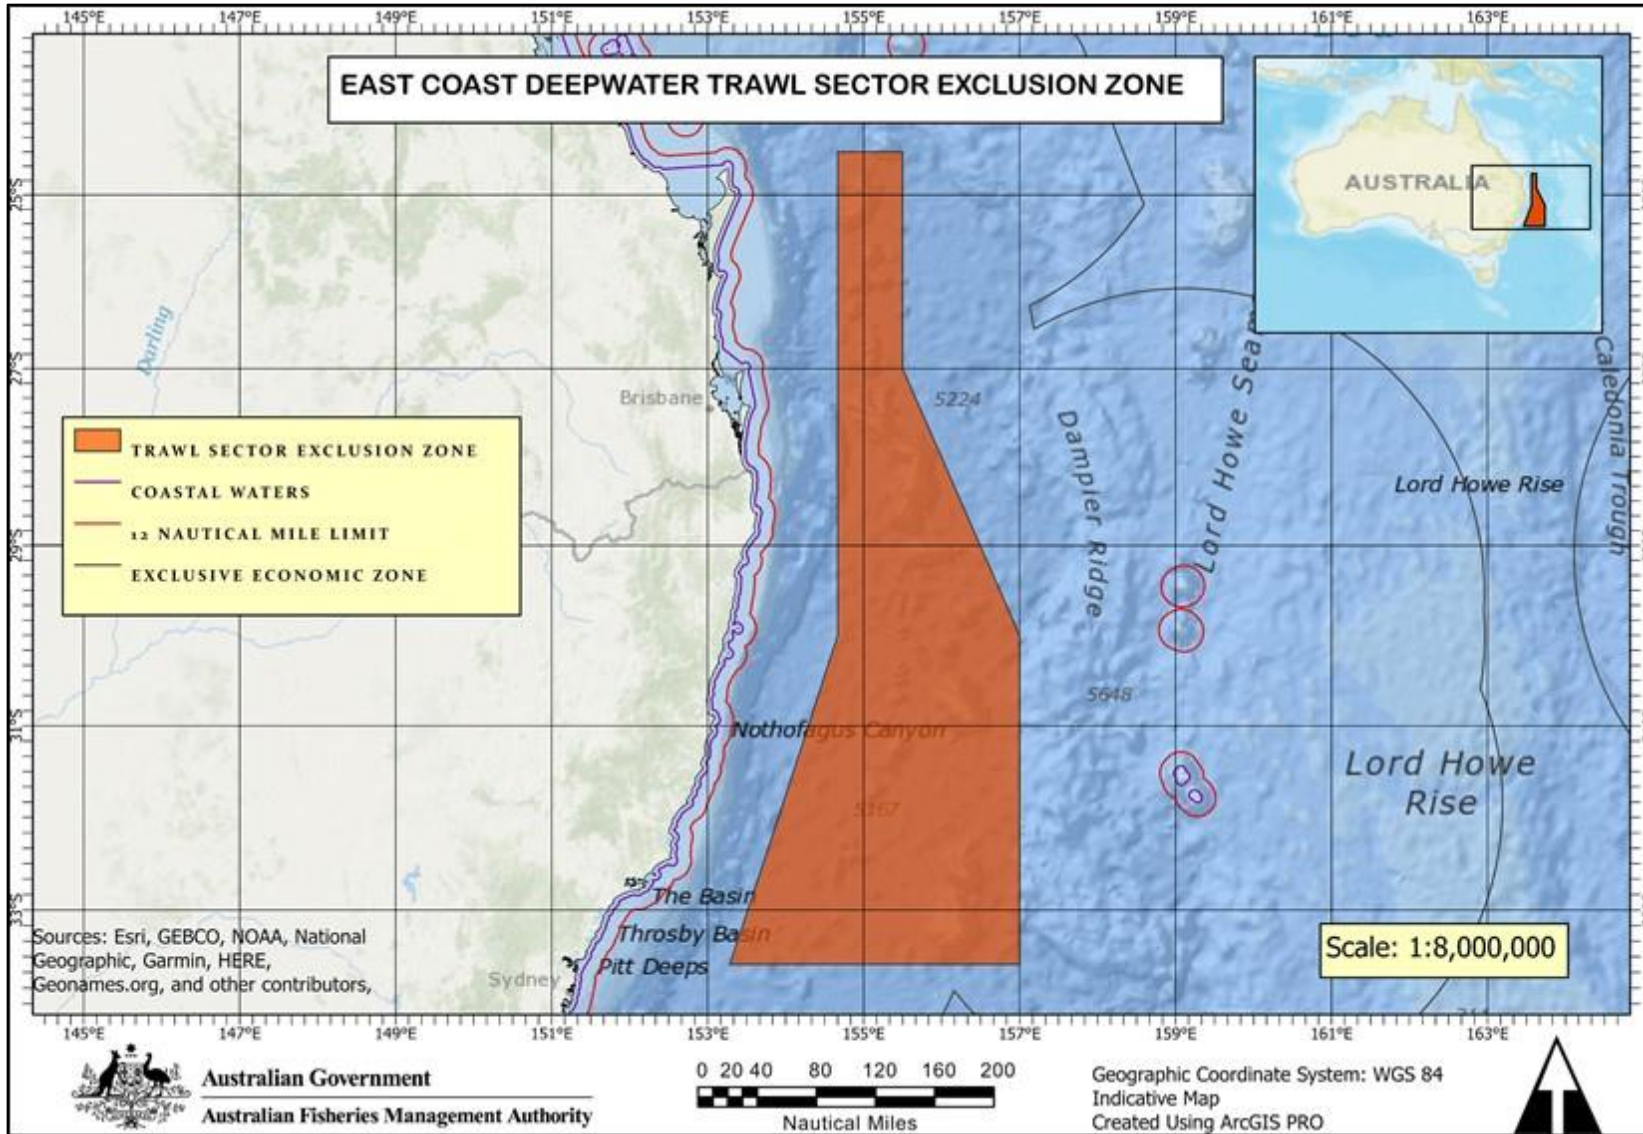 145°E 147°E 149°E 151°E 153°E 155°E 157°E 159°E 161°E 163°E
EAST COAST DEEPWATER TRAWL SECTOR EXCLUSION ZONE
AUSTRALIA
25°S
27°S
29°S
31°S
33°S
Darling
Brisbane
5224
Dampier Ridge
Lord Howe Sea
Caledonia Trough
Lord Howe Rise
TRAWL SECTOR EXCLUSION ZONE
COASTAL WATERS
12 NAUTICAL MILE LIMIT
EXCLUSIVE ECONOMIC ZONE
5648
Nothofagus Canyon
Lord Howe
Rise
5167
The Basin
Throsby Basin
Pitt Deeps
Sydney
Sources: Esri, GEBCO, NOAA, National
Geographic, Garmin, HERE,
Geonames.org, and other contributors,
Scale: 1:8,000,000
145°E 147°E 149°E 151°E 153°E 155°E 157°E 159°E 161°E 163°E
Australian Government
Australian Fisheries Management Authority
0 20 40 80 120 160 200
Nautical Miles
Geographic Coordinate System: WGS 84
Indicative Map
Created Using ArcGIS PRO